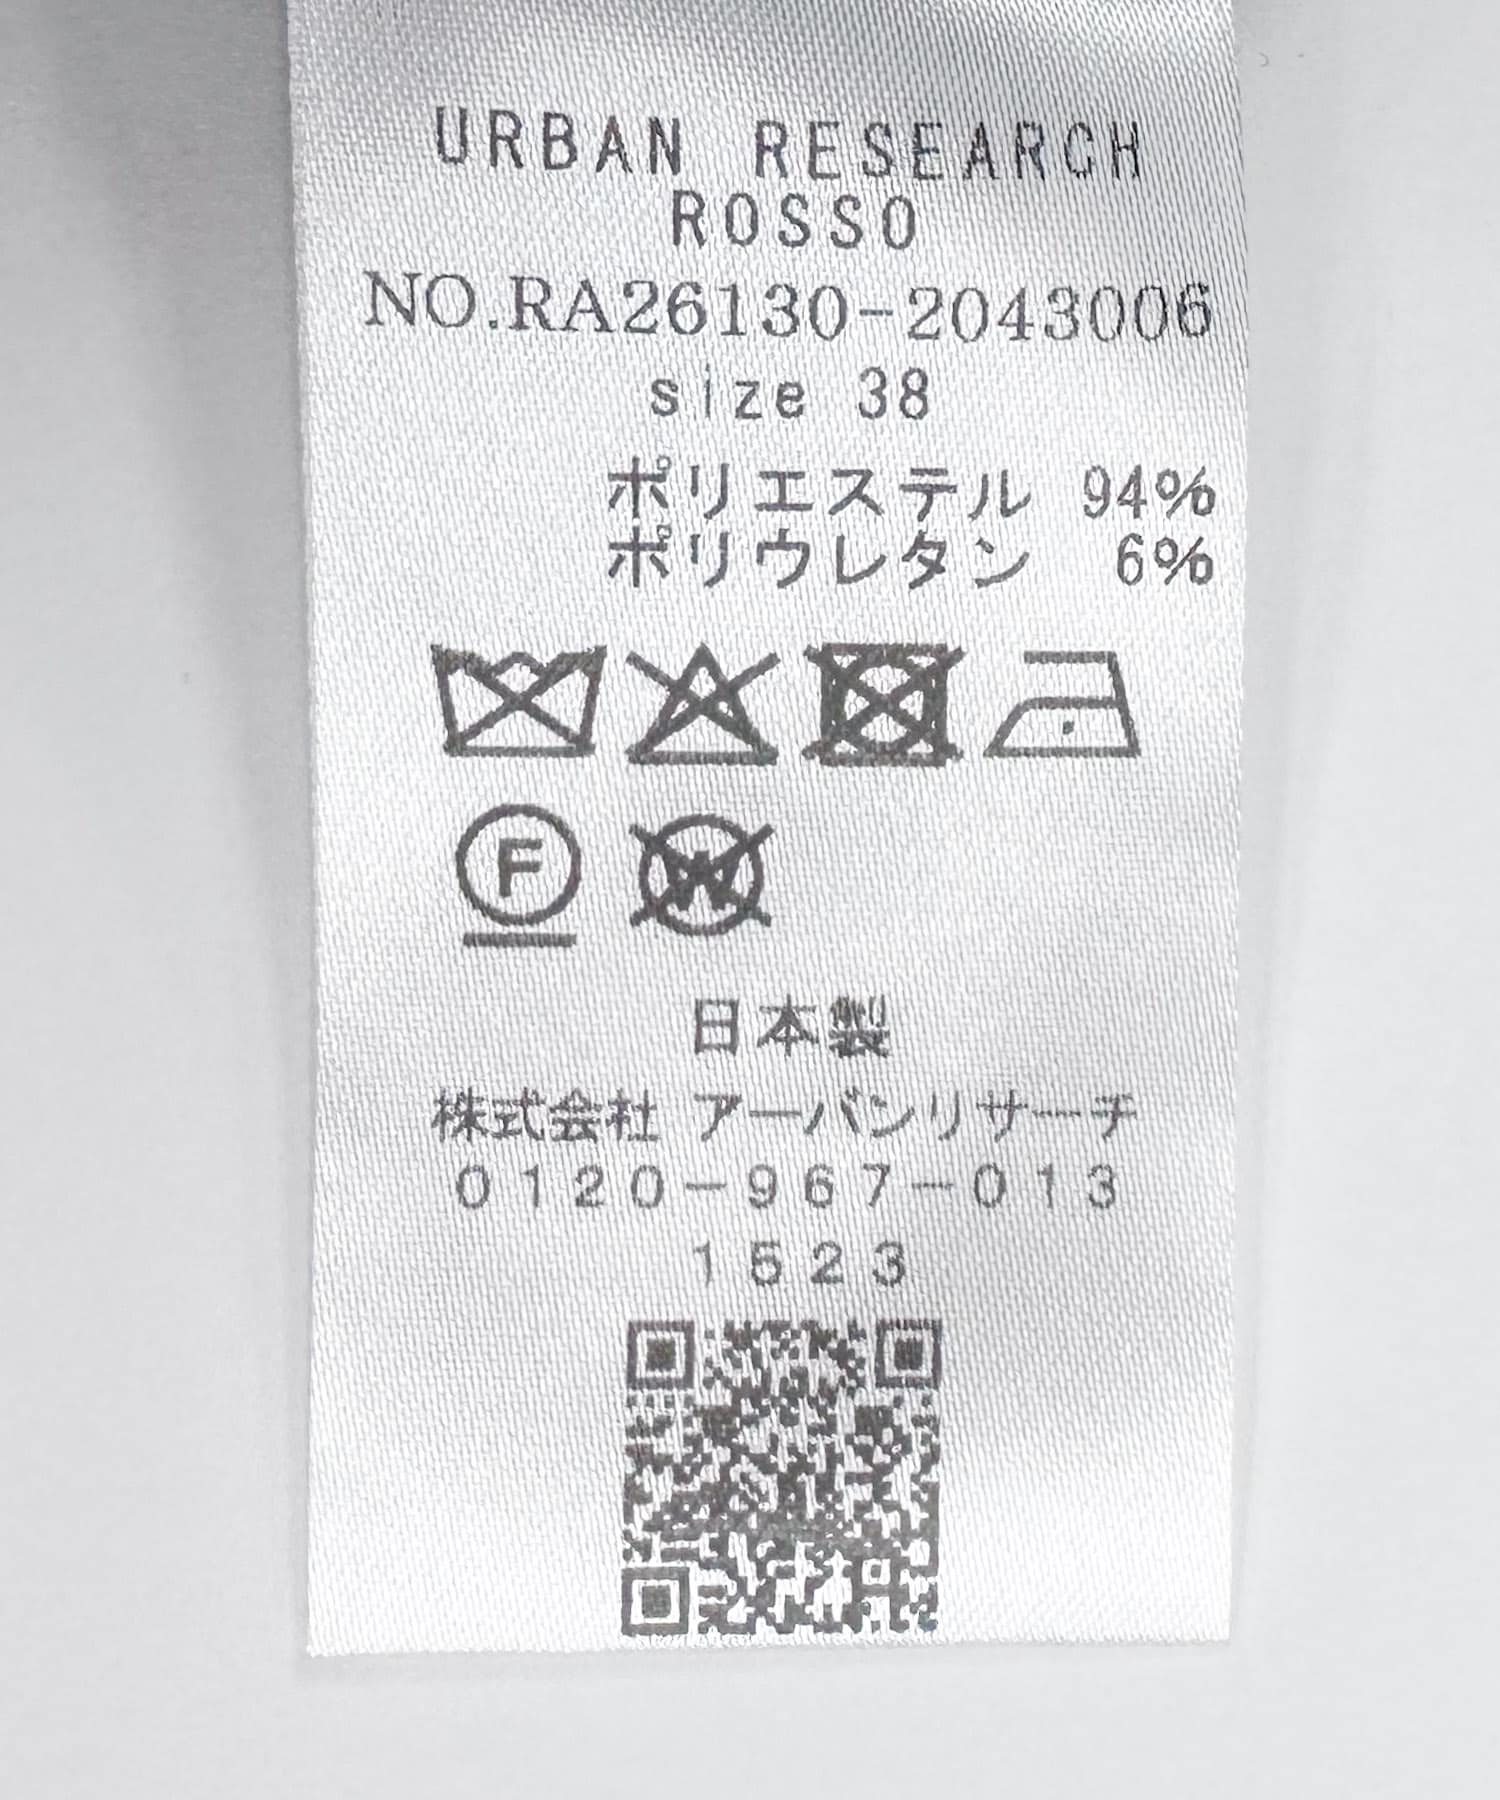 URBAN RESEARCH
ROSSO
NO.RA26130-2043006
size 38
ポリエステル 94%
ポリウレタン 6%
F
W
日本製
株式会社 アーバンリサーチ
0120-967-013
1523